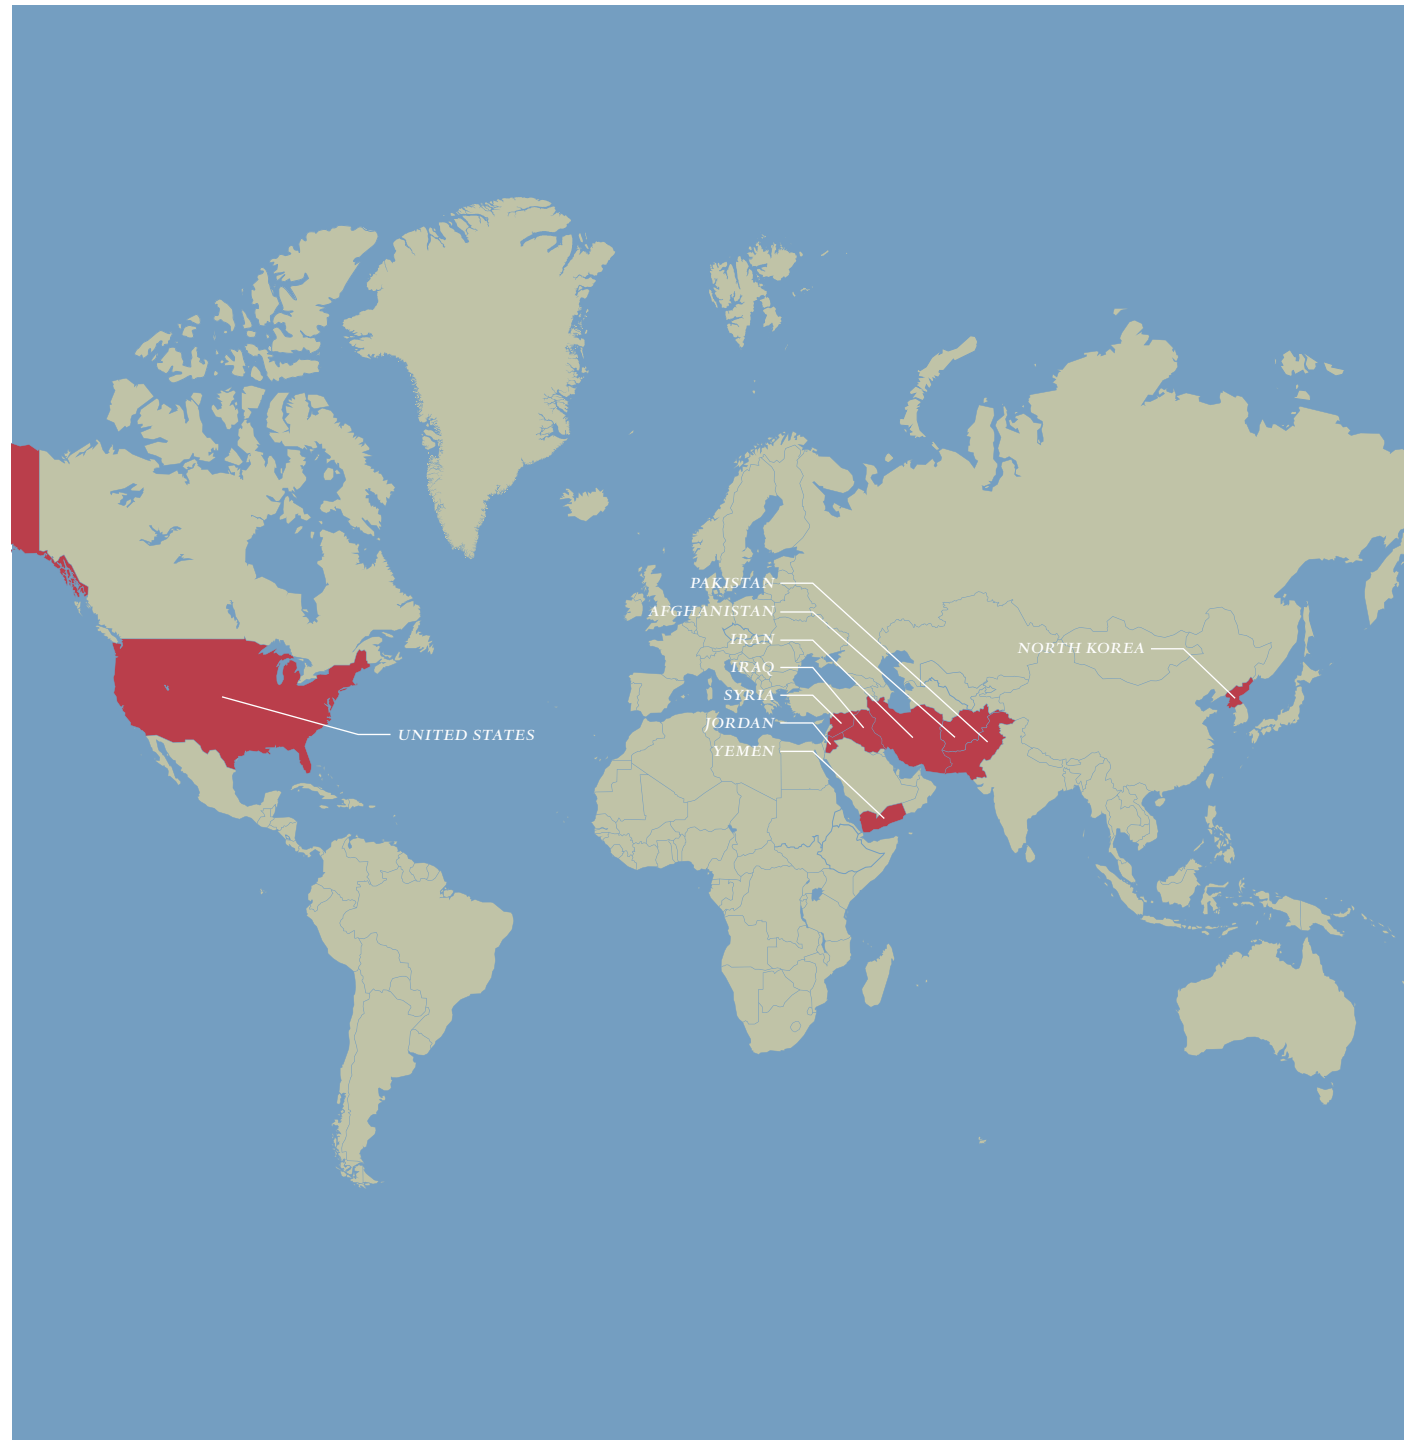 PAKISTAN
AFGHANISTAN
IRAN
NORTH KOREA
IRAQ
SYRIA
JORDAN
UNITED STATES
YEMEN